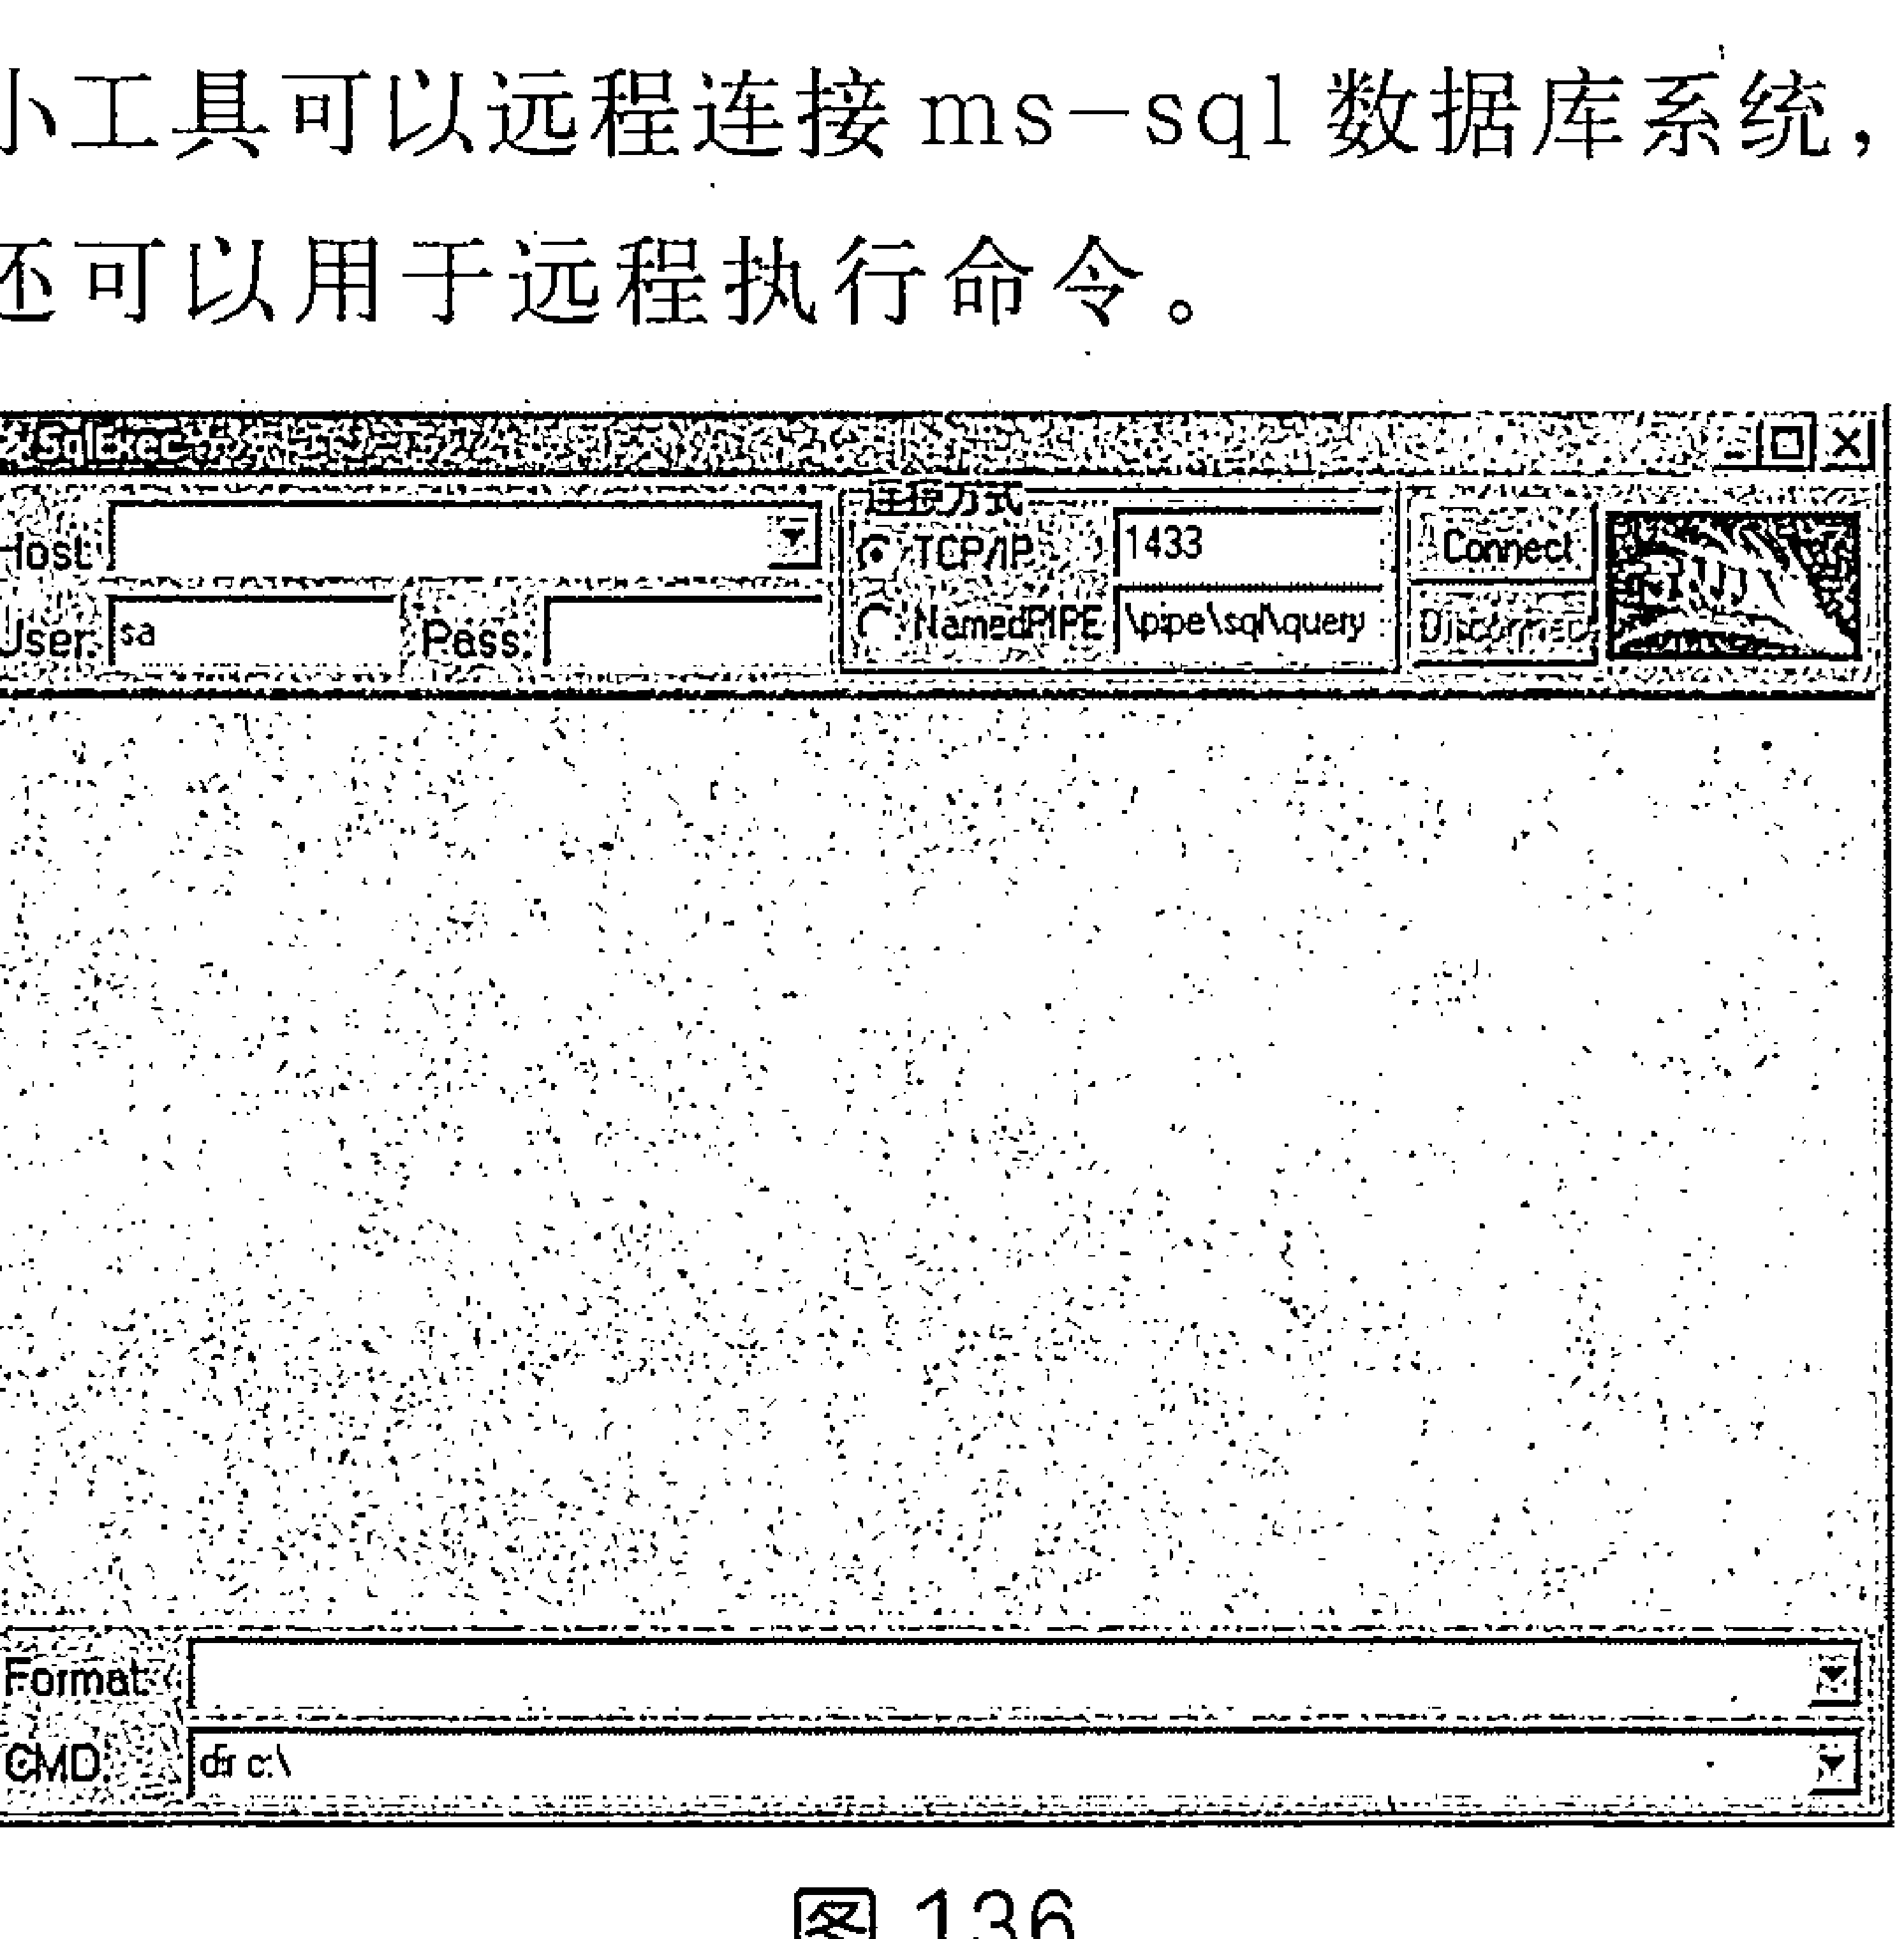 小工具可以远程连接 ms-sql 数据库系统，
还可以用于远程执行命令。
SqlExec
Host:
连接方式
TCP/IP 1433
Connect
User: sa Pass:
NamedPIPE \pipe\sql\query
Disconnect
Format:
CMD: dir c:\
图 136